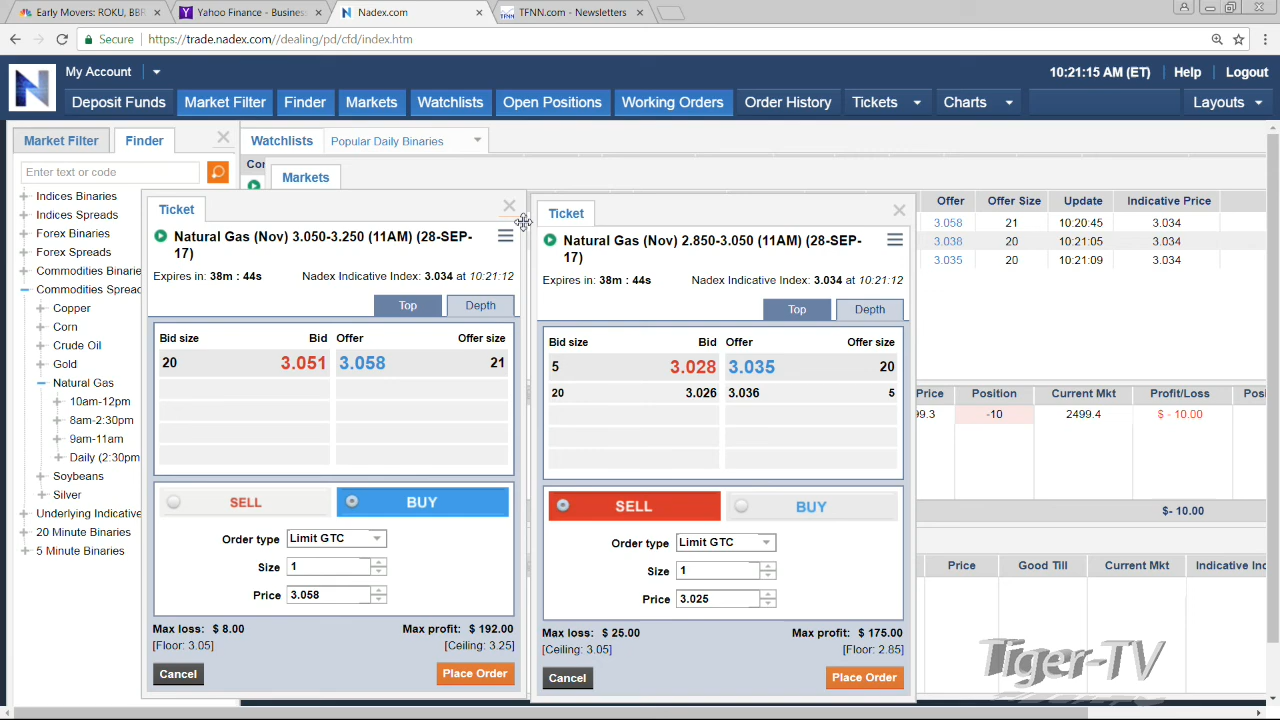 Early Movers: ROKU, BBR
Yahoo Finance - Busines
Nadex.com
TFNN.com - Newsletters
Secure
https://trade.nadex.com//dealing/pd/cfd/index.htm
My Account
10:21:15 AM (ET) Help Logout
Deposit Funds Market Filter Finder Markets Watchlists Open Positions Working Orders Order History Tickets Charts Layouts
Market Filter Finder
Watchlists Popular Daily Binaries
Enter text or code
Cor
Markets
Indices Binaries
Indices Spreads
Forex Binaries
Forex Spreads
Commodities Binarie
Commodities Spread
Copper
Corn
Crude Oil
Gold
Natural Gas
10am-12pm
8am-2:30pm
9am-11am
Daily (2:30pm
Soybeans
Silver
Underlying Indicative
20 Minute Binaries
5 Minute Binaries
Ticket
Natural Gas (Nov) 3.050-3.250 (11AM) (28-SEP-
17)
Expires in: 38m : 44s Nadex Indicative Index: 3.034 at 10:21:12
Top Depth
Bid size Bid Offer Offer size
20 3.051 3.058 21
SELL BUY
Order type Limit GTC
Size 1
Price 3.058
Max loss: $ 8.00 Max profit: $ 192.00
[Floor: 3.05] [Ceiling: 3.25]
Cancel Place Order
Ticket
Natural Gas (Nov) 2.850-3.050 (11AM) (28-SEP-
17)
Expires in: 38m : 44s Nadex Indicative Index: 3.034 at 10:21:12
Top Depth
Bid size Bid Offer Offer size
5 3.028 3.035 20
20 3.026 3.036 5
SELL BUY
Order type Limit GTC
Size 1
Price 3.025
Max loss: $ 25.00 Max profit: $ 175.00
[Ceiling: 3.05] [Floor: 2.85]
Cancel Place Order
Offer Offer Size Update Indicative Price
3.058 21 10:20:45 3.034
3.038 20 10:21:05 3.034
3.035 20 10:21:09 3.034
Price Position Current Mkt Profit/Loss Pos
99.3 -10 2499.4 $ - 10.00
$- 10.00
Price Good Till Current Mkt Indicative Inc
Tiger-TV